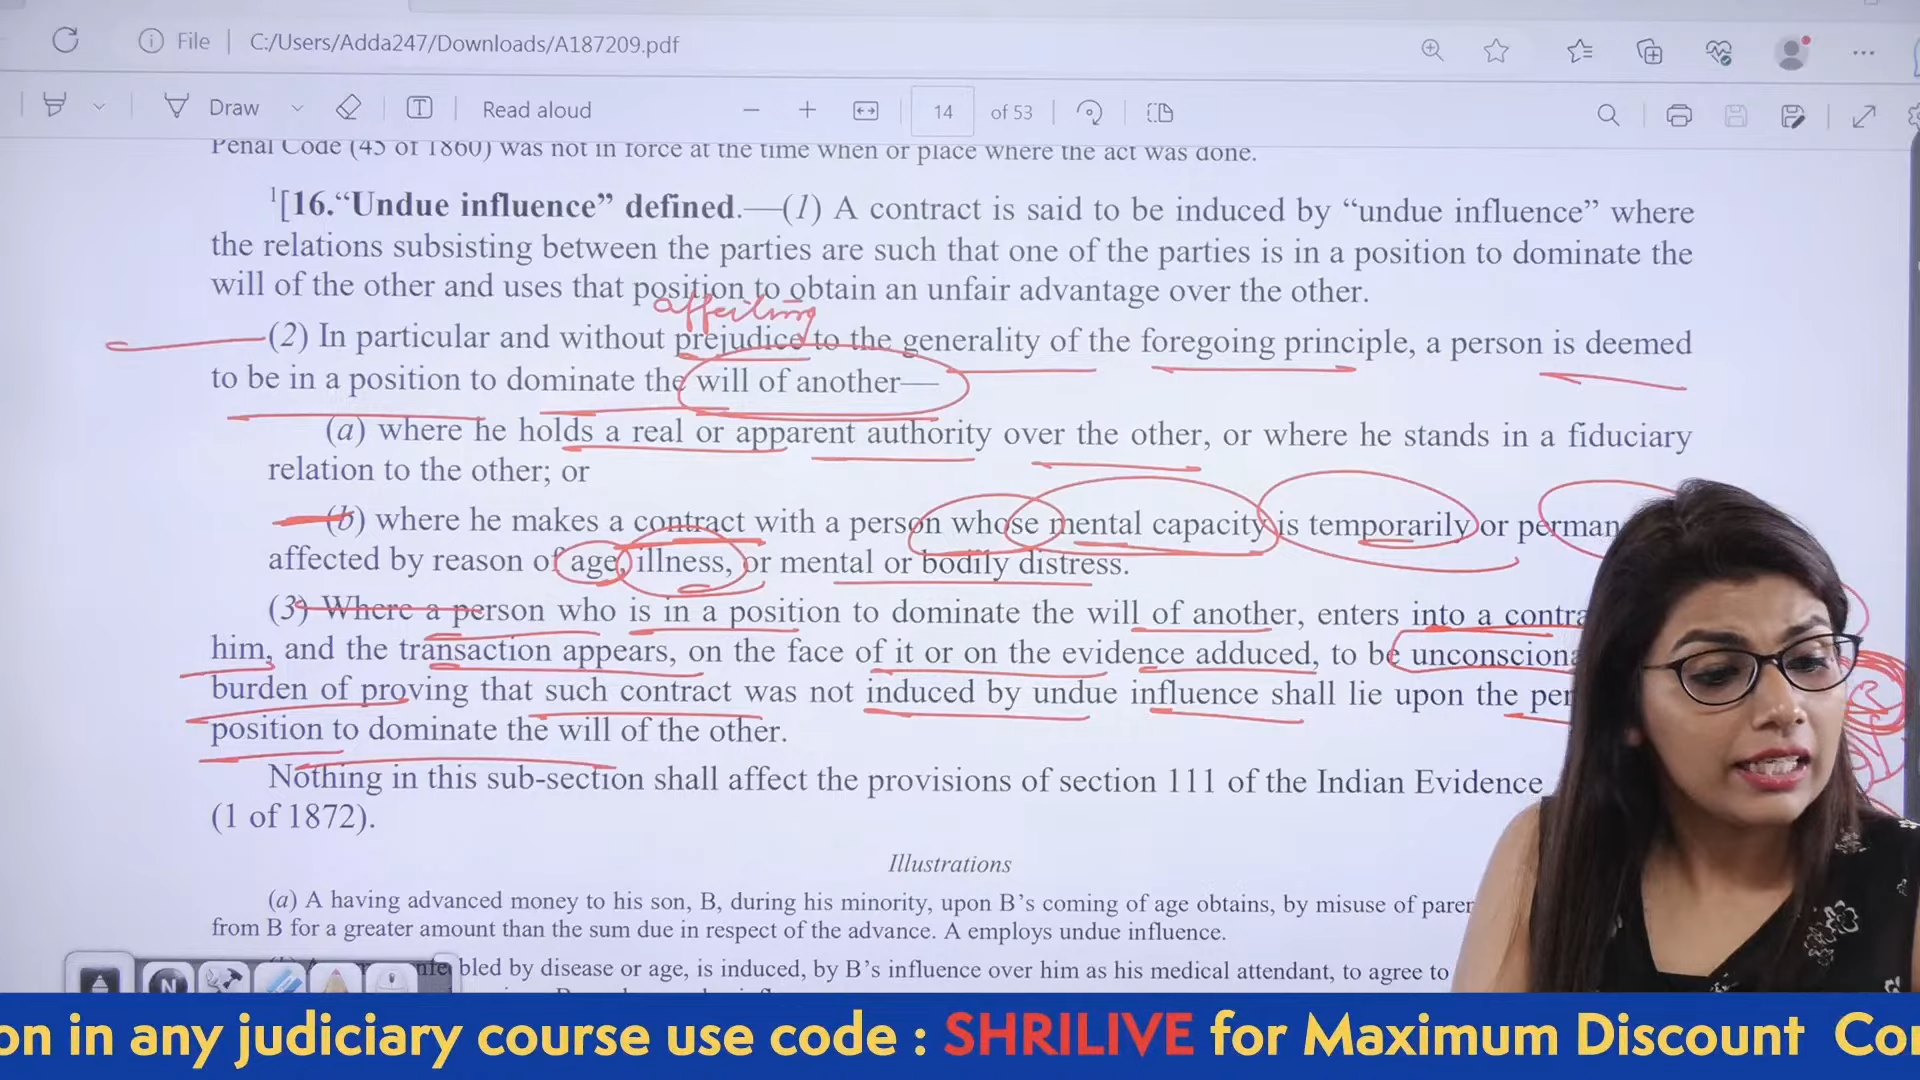 File
C:/Users/Adda247/Downloads/A187209.pdf
Draw
T
Read aloud
14 of 53
Penal Code (45 of 1860) was not in force at the time when or place where the act was done.
1[16.“Undue influence” defined.—(1) A contract is said to be induced by “undue influence” where
the relations subsisting between the parties are such that one of the parties is in a position to dominate the
will of the other and uses that position to obtain an unfair advantage over the other.
affecting
(2) In particular and without prejudice to the generality of the foregoing principle, a person is deemed
to be in a position to dominate the will of another—
(a) where he holds a real or apparent authority over the other, or where he stands in a fiduciary
relation to the other; or
(b) where he makes a contract with a person whose mental capacity is temporarily or perman
affected by reason of age, illness, or mental or bodily distress.
(3) Where a person who is in a position to dominate the will of another, enters into a contra
him, and the transaction appears, on the face of it or on the evidence adduced, to be unconsciona
burden of proving that such contract was not induced by undue influence shall lie upon the per
position to dominate the will of the other.
Nothing in this sub-section shall affect the provisions of section 111 of the Indian Evidence
(1 of 1872).
Illustrations
(a) A having advanced money to his son, B, during his minority, upon B’s coming of age obtains, by misuse of paren
from B for a greater amount than the sum due in respect of the advance. A employs undue influence.
bled by disease or age, is induced, by B’s influence over him as his medical attendant, to agree to
N
on in any judiciary course use code : SHRILIVE for Maximum Discount Con